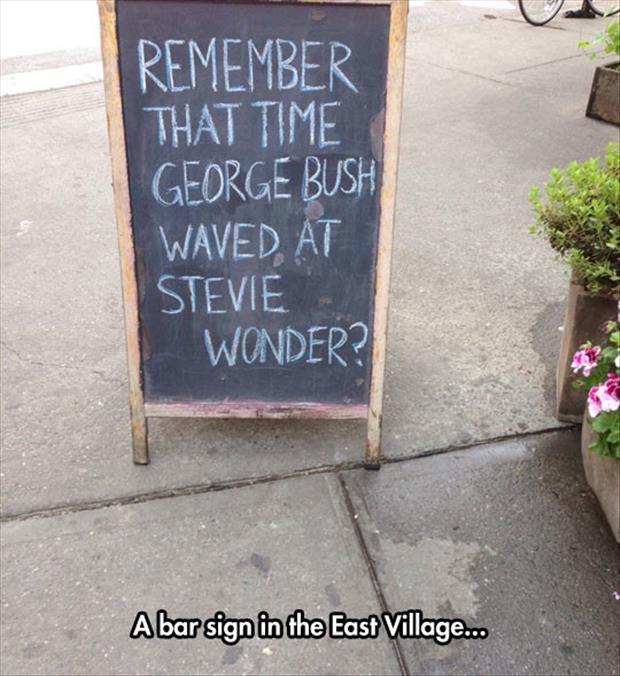 REMEMBER
THAT TIME
GEORGE BUSH
WAVED AT
STEVIE
WONDER?
A bar sign in the East Village...